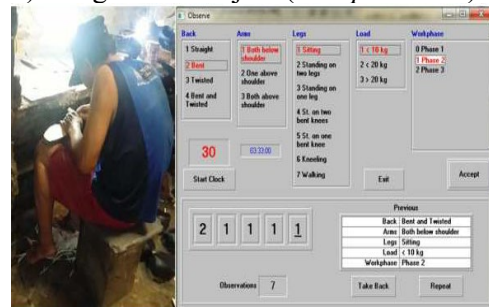 Observe
Back
1 Straight
2 Bent
3 Twisted
4 Bent and
Twisted
Arms
1 Both below
shoulder
2 One above
shoulder
3 Both above
shoulder
Legs
1 Sitting
2 Standing on
two legs
3 Standing on
one leg
4 St. on two
bent knees
5 St. on one
bent knee
6 Kneeling
7 Walking
Load
1 < 10 kg
2 < 20 kg
3 > 20 kg
Workphase
0 Phase 1
1 Phase 2
2 Phase 3
30
03:33:00
Start Clock
Exit
Accept
2 1 1 1 1
Observations 7
Previous
Back Bent and Twisted
Arms Both below shoulder
Legs Sitting
Load < 10 kg
Workphase Phase 2
Take Back
Repeat